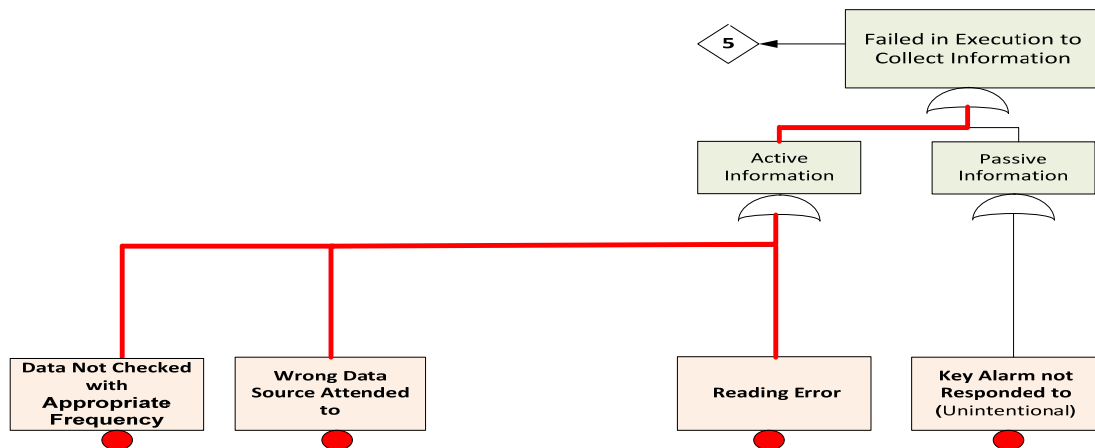 5
Failed in Execution to
Collect Information
Active
Information
Passive
Information
Data Not Checked
with
Appropriate
Frequency
Wrong Data
Source Attended
to
Reading Error
Key Alarm not
Responded to
(Unintentional)